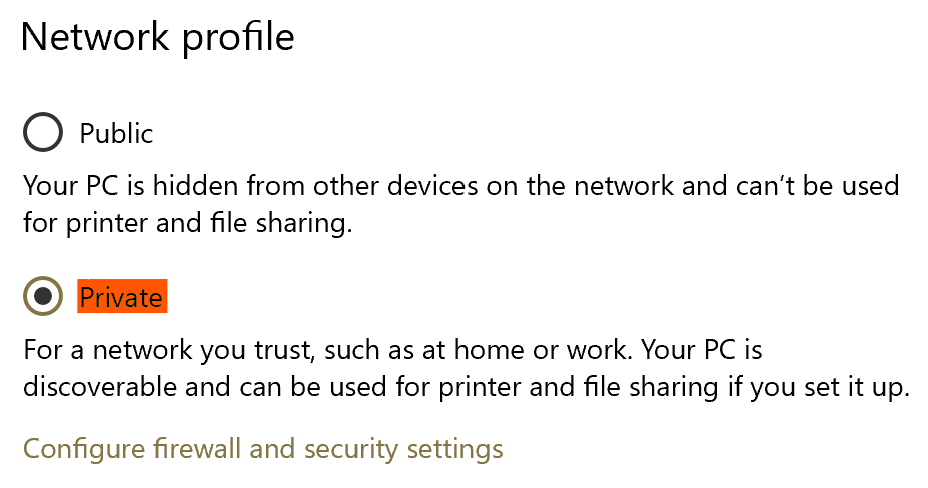 Network profile
Public
Your PC is hidden from other devices on the network and can’t be used
for printer and file sharing.
Private
For a network you trust, such as at home or work. Your PC is
discoverable and can be used for printer and file sharing if you set it up.
Configure firewall and security settings